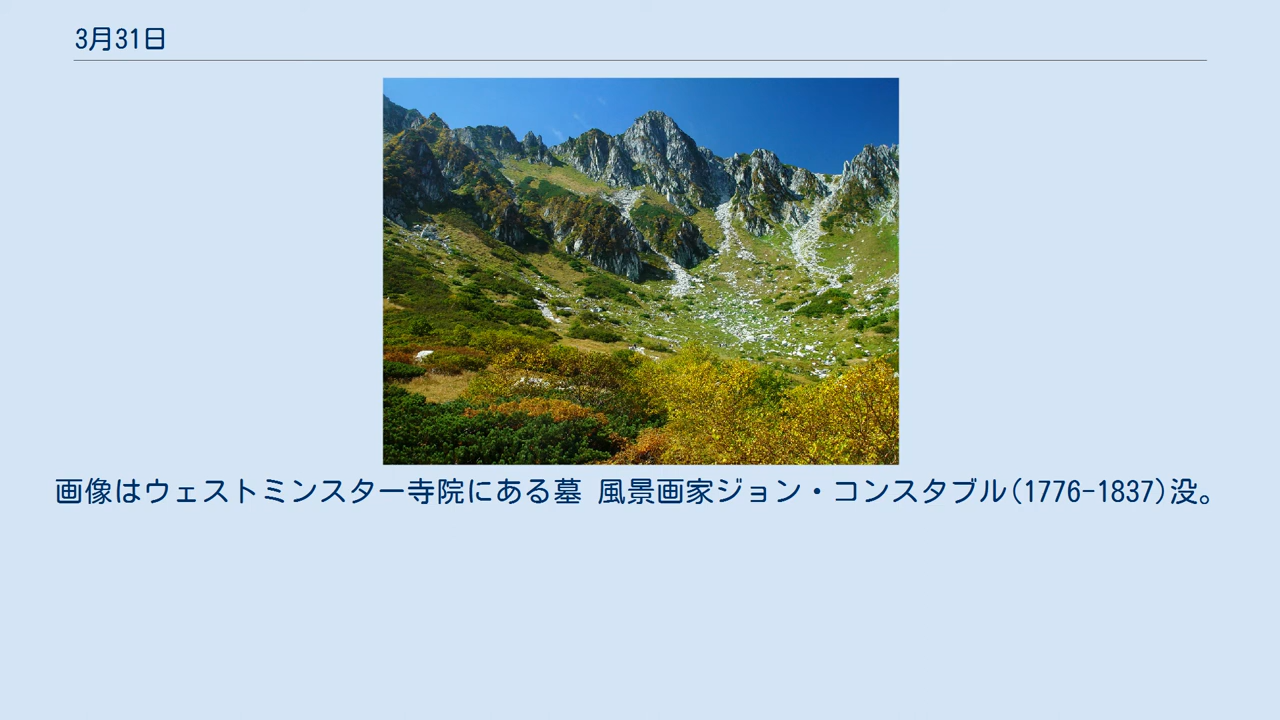 3月31日
画像はウェストミンスター寺院にある墓 風景画家ジョン・コンスタブル(1776-1837)没。